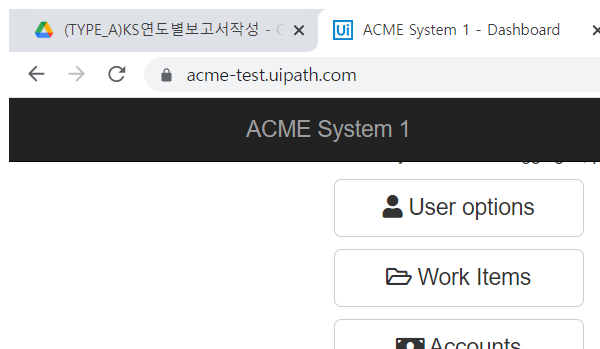 (TYPE_A)KS연도별보고서작성 -
ACME System 1 - Dashboard
acme-test.uipath.com
ACME System 1
User options
Work Items
Accounts